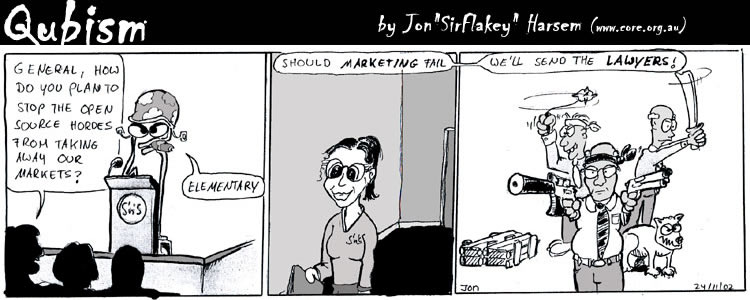 Qubism
by Jon "SirFlakey" Harsem (www.core.org.au)
GENERAL, HOW
DO YOU PLAN TO
STOP THE OPEN
SOURCE HORDES
FROM TAKING
AWAY OUR
MARKETS?
ELEMENTARY
S'n'S
SHOULD MARKETING FAIL
S'n'S
WE'LL SEND THE LAWYERS!
JON
24/11/02